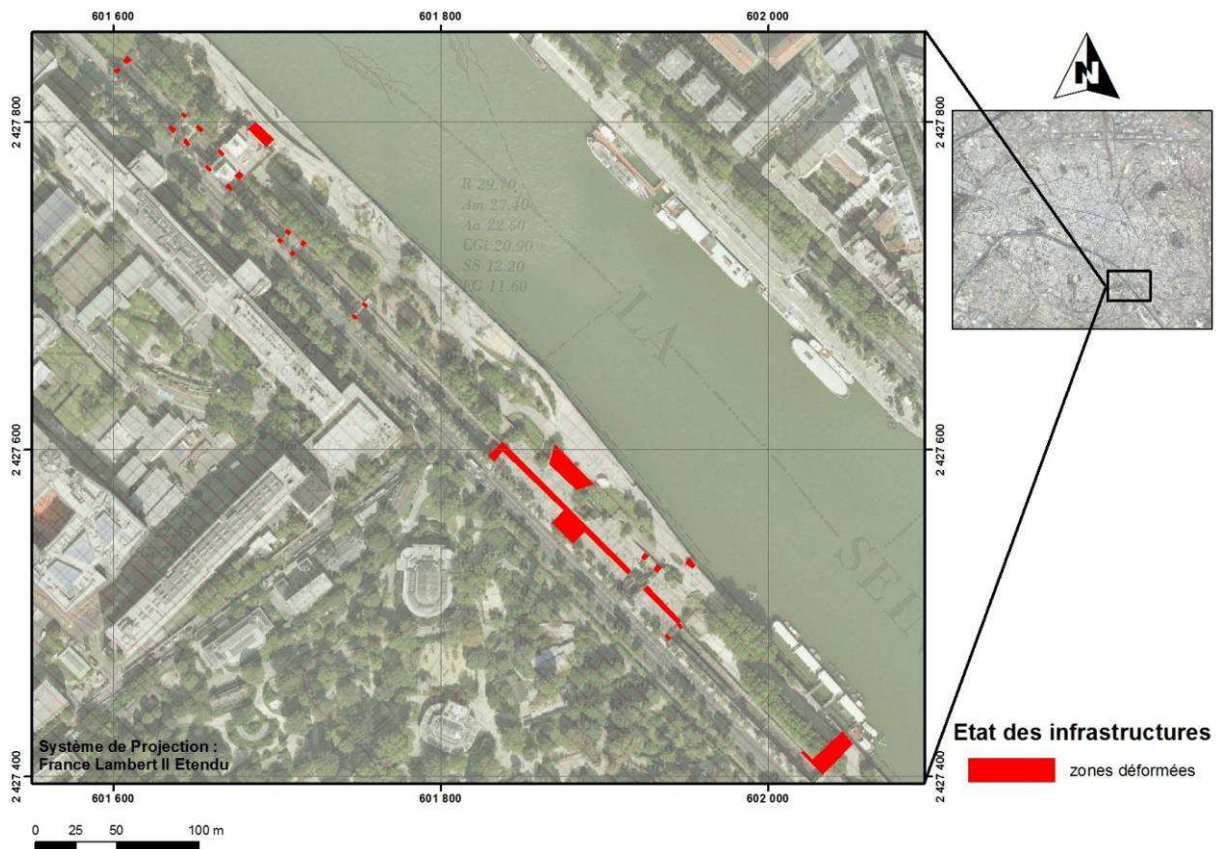 601 600
601 800
602 000
N
2 427 800
2 427 800
R 29.70
Am 27.40
Aa 22.50
CGi 20.90
SS 12.20
EG 11.60
LA
2 427 600
2 427 600
SEI
Etat des infrastructures
zones déformées
Système de Projection :
France Lambert II Etendu
2 427 400
2 427 400
601 600
601 800
602 000
0 25 50 100 m